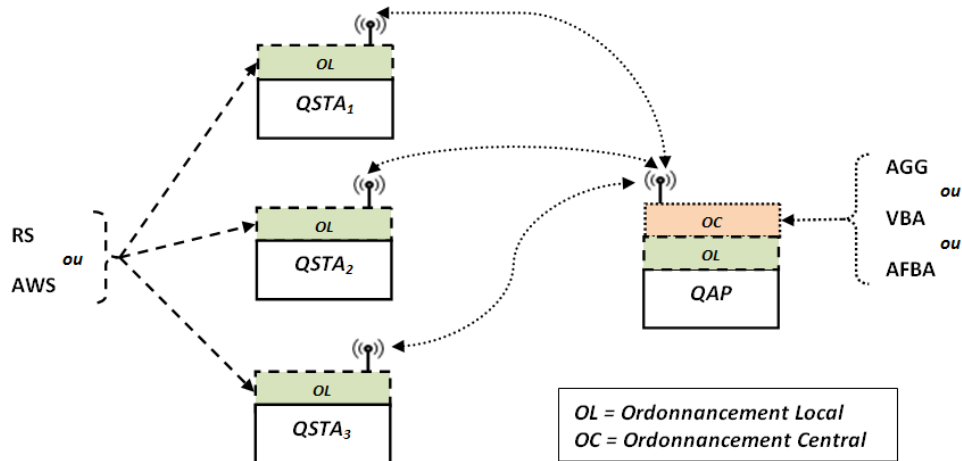 OL
QSTA1
RS
ou
AWS
OL
QSTA2
OL
QSTA3
OC
OL
QAP
AGG
ou
VBA
ou
AFBA
OL = Ordonnancement Local
OC = Ordonnancement Central